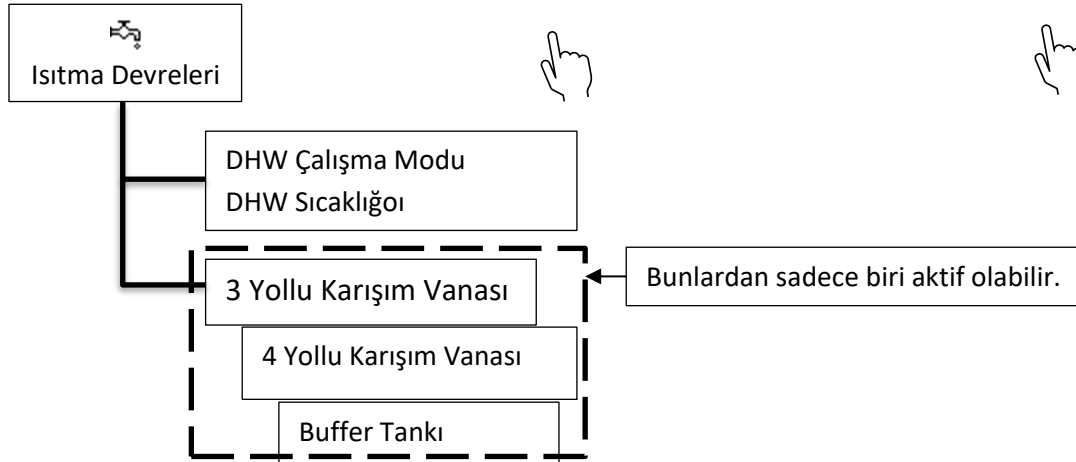 Isıtma Devreleri
DHW Çalışma Modu
DHW Sıcaklığoı
3 Yollu Karışım Vanası
Bunlardan sadece biri aktif olabilir.
4 Yollu Karışım Vanası
Buffer Tankı